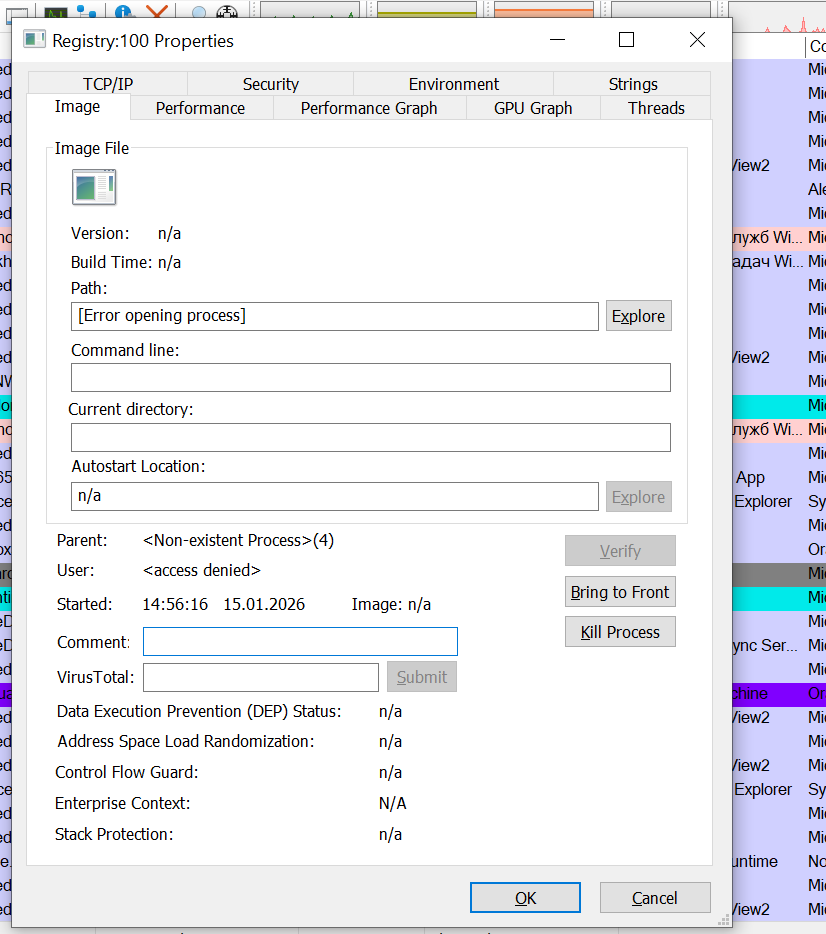 Registry:100 Properties
TCP/IP Security Environment Strings
Image Performance Performance Graph GPU Graph Threads
Image File
Version: n/a
Build Time: n/a
Path:
[Error opening process] Explore
Command line:
Current directory:
Autostart Location:
n/a Explore
Parent: <Non-existent Process>(4)
Verify
User: <access denied>
Bring to Front
Started: 14:56:16 15.01.2026 Image: n/a
Kill Process
Comment:
VirusTotal: Submit
Data Execution Prevention (DEP) Status: n/a
Address Space Load Randomization: n/a
Control Flow Guard: n/a
Enterprise Context: N/A
Stack Protection: n/a
OK Cancel
App
Explorer
Explorer